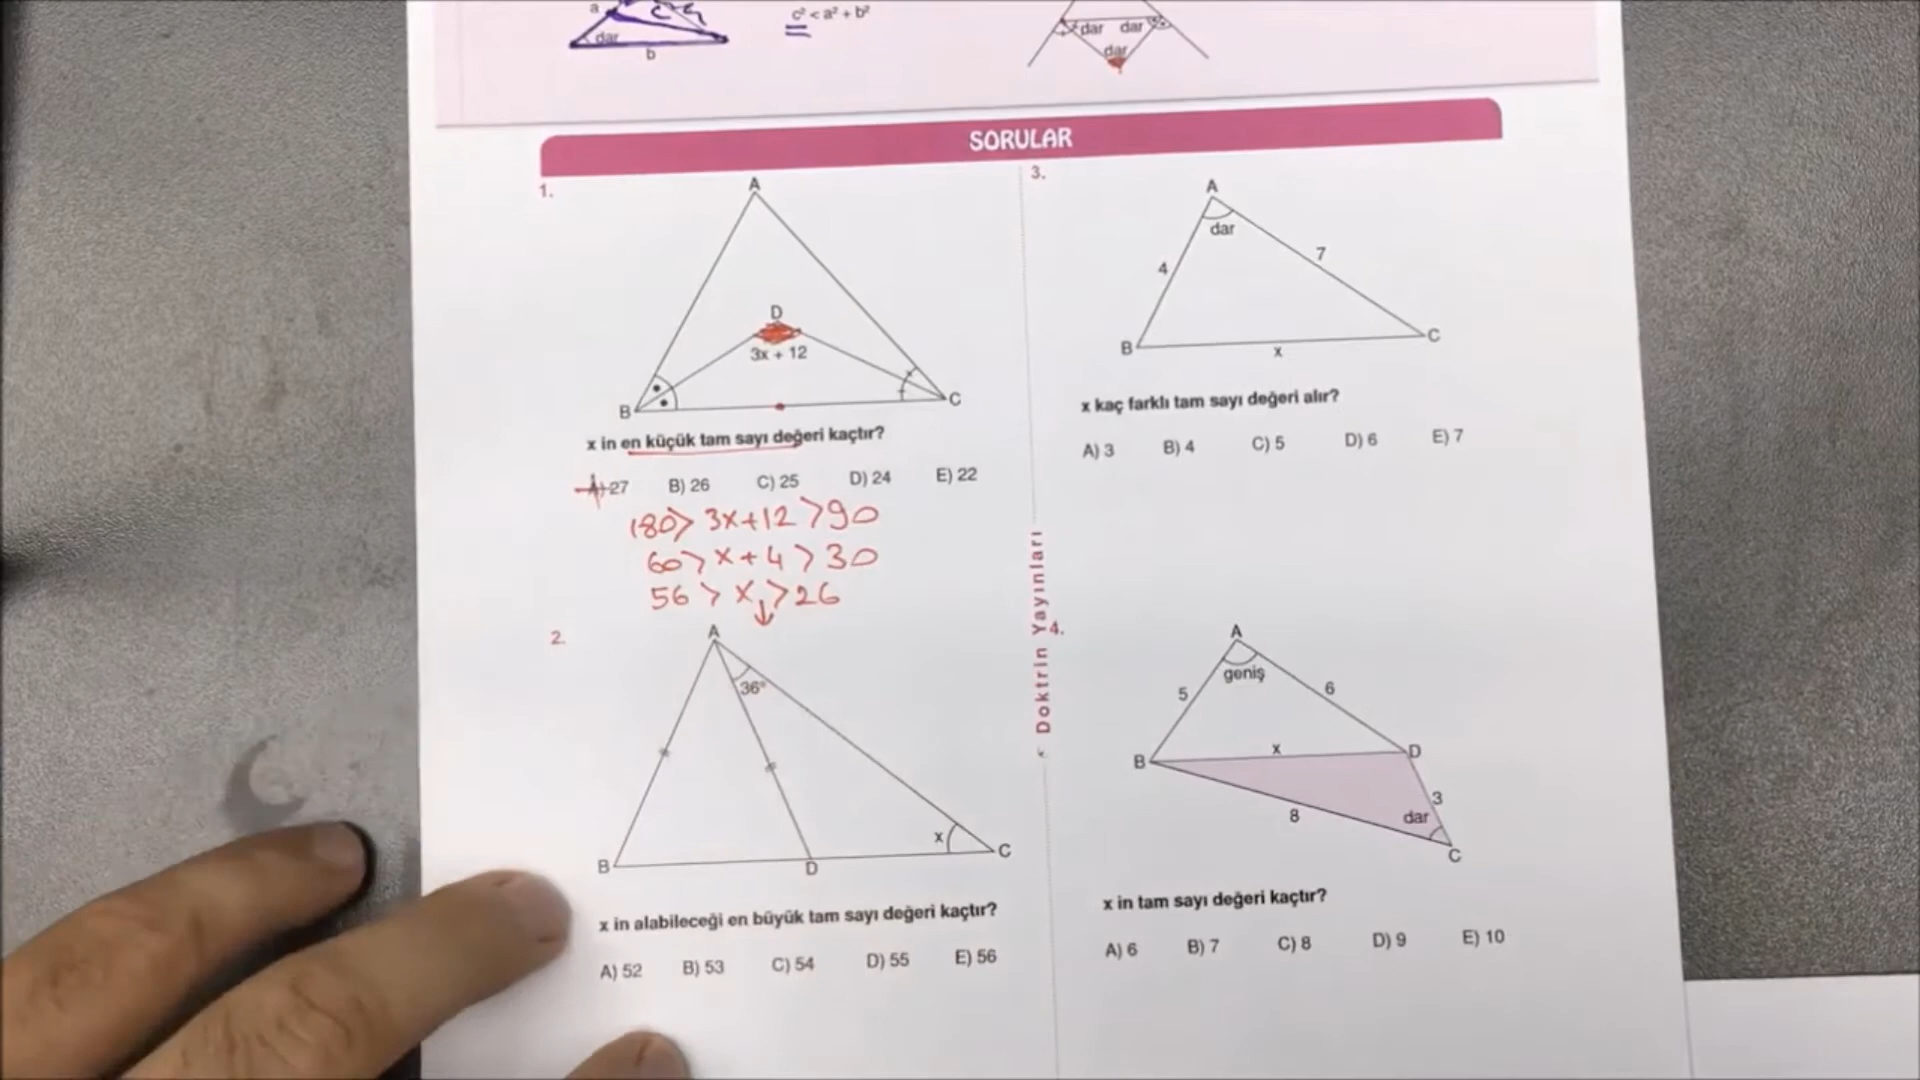 a
dar
b
c² < a² + b²
dar dar
dar
SORULAR
1.
A
D
3x + 12
B
C
x in en küçük tam sayı değeri kaçtır?
A) 27 B) 26 C) 25 D) 24 E) 22
180 > 3x+12 > 90
60 > x + 4 > 30
56 > x > 26
2.
A
36°
x
B
D
C
x in alabileceği en büyük tam sayı değeri kaçtır?
A) 52 B) 53 C) 54 D) 55 E) 56
Doktrin Yayınları
3.
A
dar
4
7
B
C
x
x kaç farklı tam sayı değeri alır?
A) 3 B) 4 C) 5 D) 6 E) 7
4.
A
geniş
5
6
B
x
D
3
8
dar
C
x in tam sayı değeri kaçtır?
A) 6 B) 7 C) 8 D) 9 E) 10